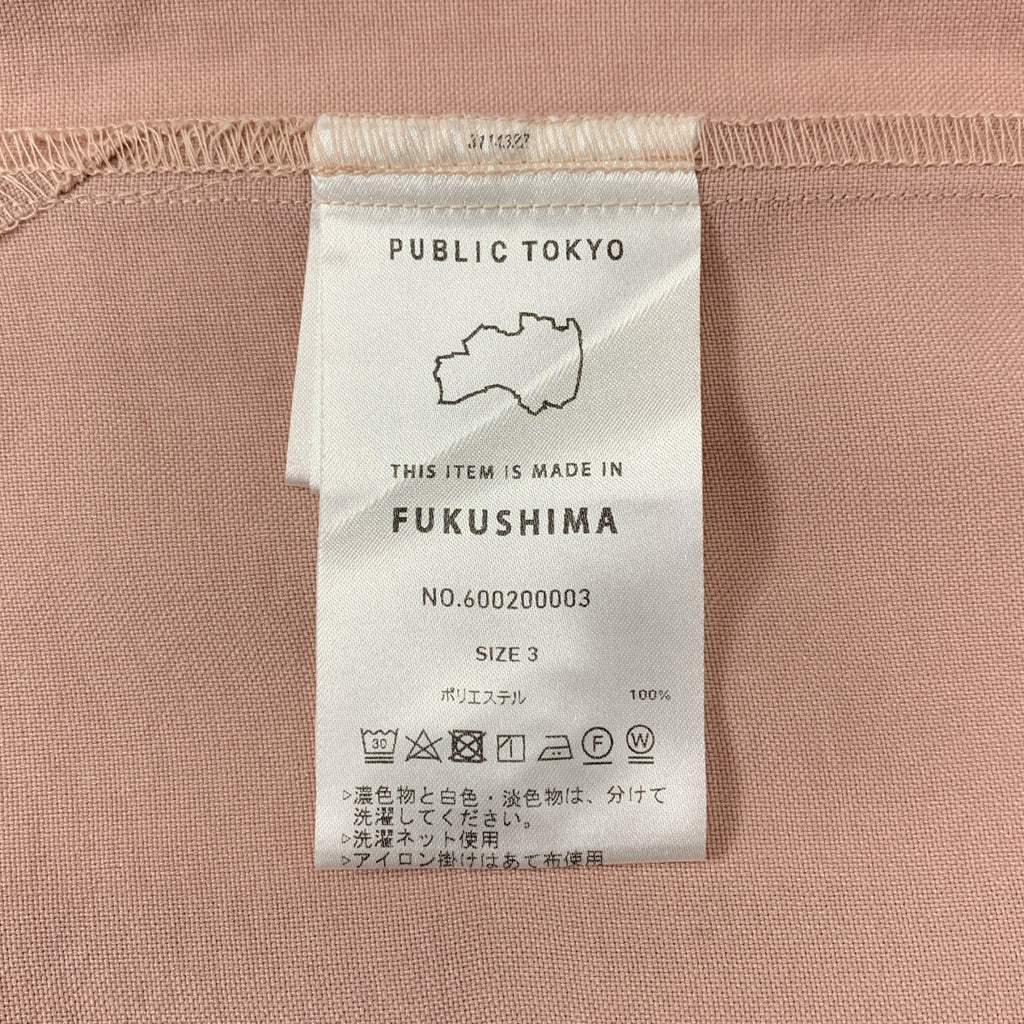 PUBLIC TOKYO
THIS ITEM IS MADE IN
FUKUSHIMA
NO.600200003
SIZE 3
ポリエステル 100%
30 F W
▷濃色物と白色・淡色物は、分けて
洗濯してください。
▷洗濯ネット使用
▷アイロン掛けはあて布使用